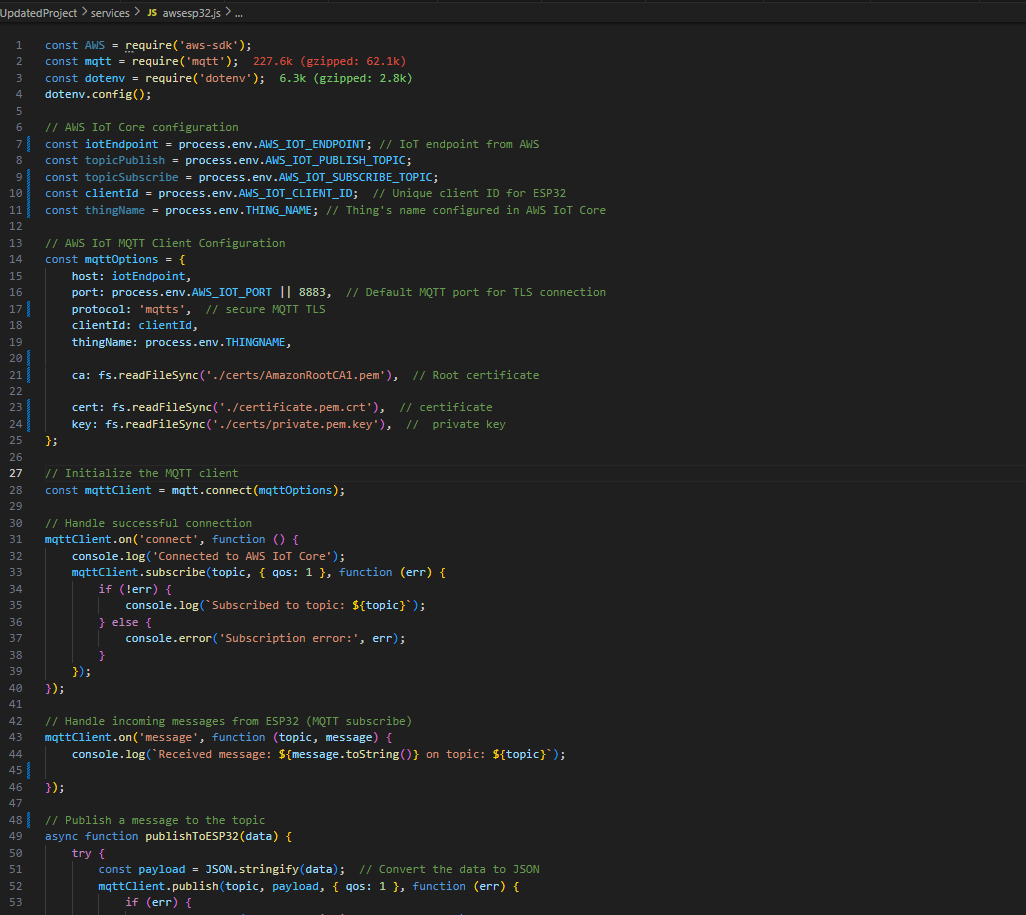 UpdatedProject > services > JS awsesp32.js > ...
1 const AWS = require('aws-sdk');
2 const mqtt = require('mqtt');  227.6k (gzipped: 62.1k)
3 const dotenv = require('dotenv');  6.3k (gzipped: 2.8k)
4 dotenv.config();
5
6 // AWS IoT Core configuration
7 const iotEndpoint = process.env.AWS_IOT_ENDPOINT; // IoT endpoint from AWS
8 const topicPublish = process.env.AWS_IOT_PUBLISH_TOPIC;
9 const topicSubscribe = process.env.AWS_IOT_SUBSCRIBE_TOPIC;
10 const clientId = process.env.AWS_IOT_CLIENT_ID;  // Unique client ID for ESP32
11 const thingName = process.env.THING_NAME; // Thing's name configured in AWS IoT Core
12
13 // AWS IoT MQTT Client Configuration
14 const mqttOptions = {
15     host: iotEndpoint,
16     port: process.env.AWS_IOT_PORT || 8883,  // Default MQTT port for TLS connection
17     protocol: 'mqtts',  // secure MQTT TLS
18     clientId: clientId,
19     thingName: process.env.THINGNAME,
20
21     ca: fs.readFileSync('./certs/AmazonRootCA1.pem'),  // Root certificate
22
23     cert: fs.readFileSync('./certificate.pem.crt'),  // certificate
24     key: fs.readFileSync('./certs/private.pem.key'),  //  private key
25 };
26
27 // Initialize the MQTT client
28 const mqttClient = mqtt.connect(mqttOptions);
29
30 // Handle successful connection
31 mqttClient.on('connect', function () {
32     console.log('Connected to AWS IoT Core');
33     mqttClient.subscribe(topic, { qos: 1 }, function (err) {
34         if (!err) {
35             console.log(`Subscribed to topic: ${topic}`);
36         } else {
37             console.error('Subscription error:', err);
38         }
39     });
40 });
41
42 // Handle incoming messages from ESP32 (MQTT subscribe)
43 mqttClient.on('message', function (topic, message) {
44     console.log(`Received message: ${message.toString()} on topic: ${topic}`);
45
46 });
47
48 // Publish a message to the topic
49 async function publishToESP32(data) {
50     try {
51         const payload = JSON.stringify(data);  // Convert the data to JSON
52         mqttClient.publish(topic, payload, { qos: 1 }, function (err) {
53             if (err) {